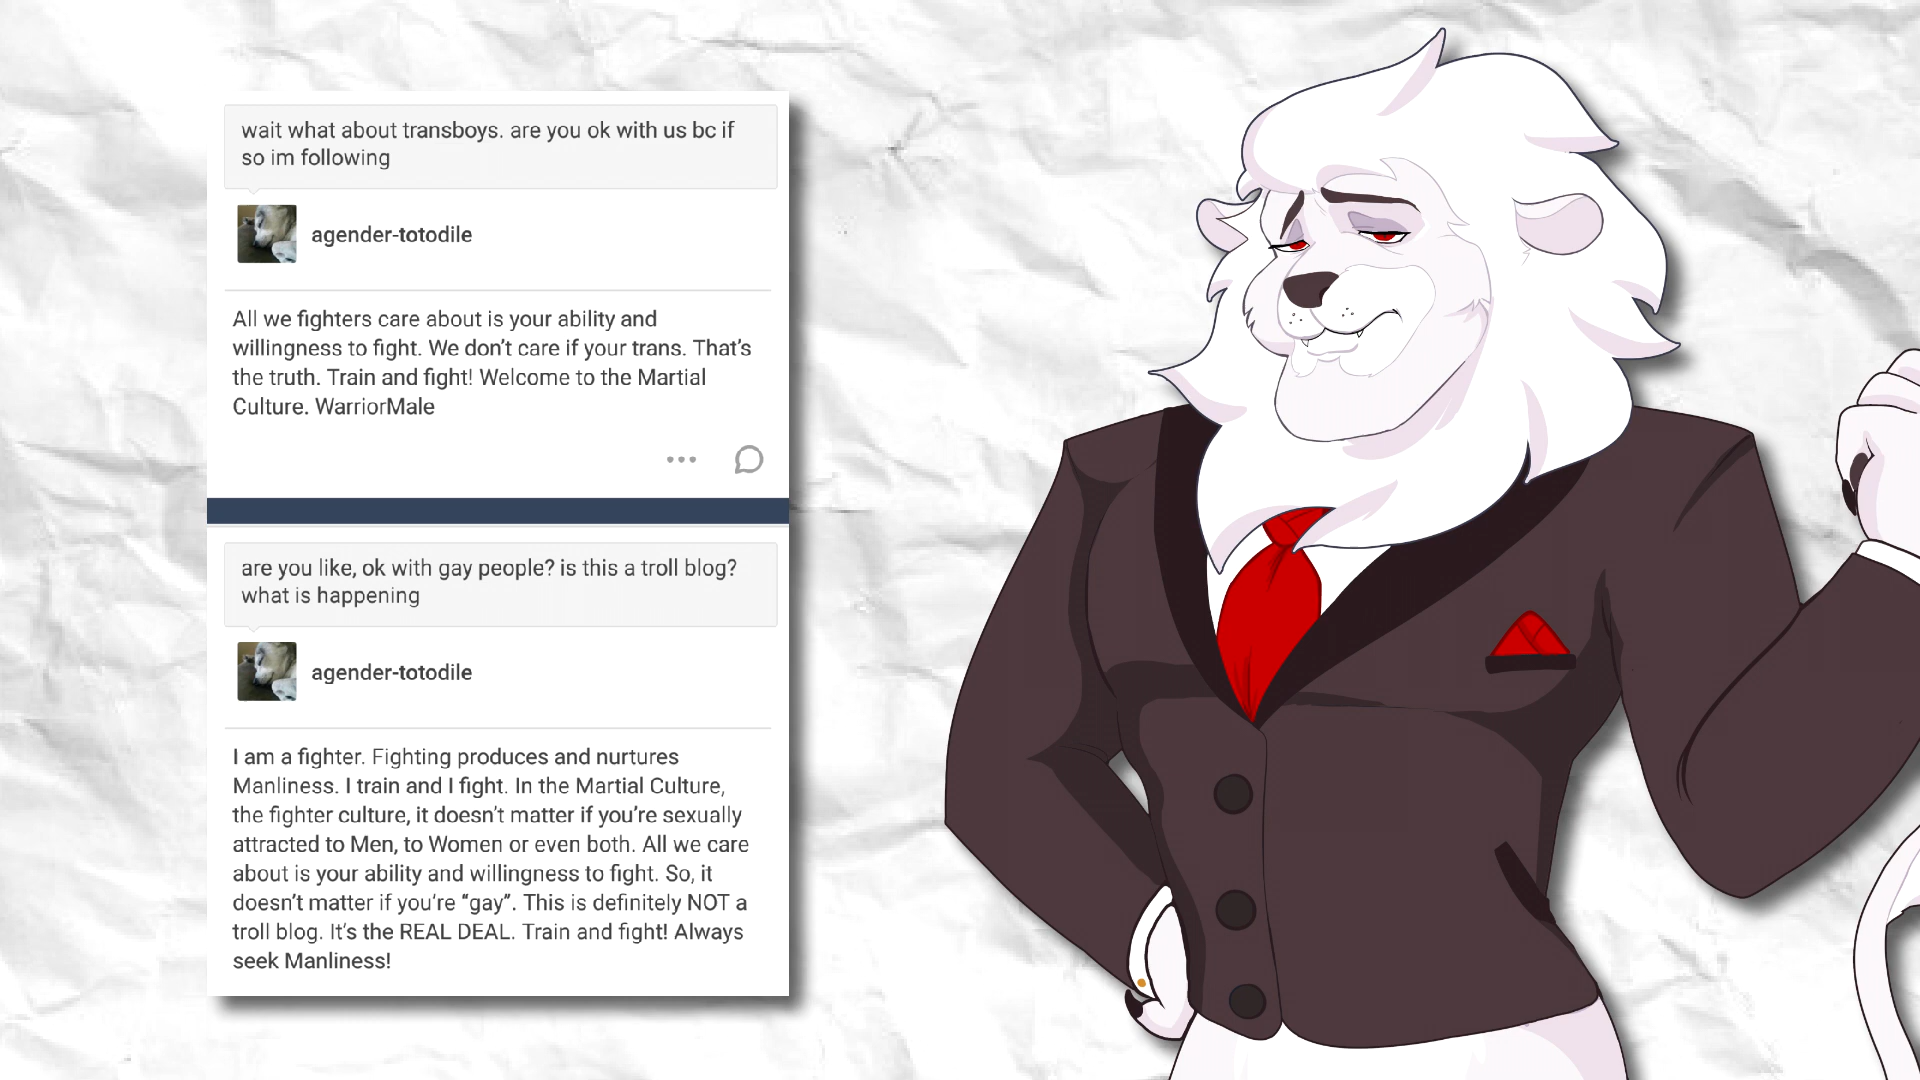 wait what about transboys. are you ok with us bc if
so im following
agender-totodile
All we fighters care about is your ability and
willingness to fight. We don't care if your trans. That's
the truth. Train and fight! Welcome to the Martial
Culture. WarriorMale
are you like, ok with gay people? is this a troll blog?
what is happening
agender-totodile
I am a fighter. Fighting produces and nurtures
Manliness. I train and I fight. In the Martial Culture,
the fighter culture, it doesn't matter if you're sexually
attracted to Men, to Women or even both. All we care
about is your ability and willingness to fight. So, it
doesn't matter if you're “gay”. This is definitely NOT a
troll blog. It's the REAL DEAL. Train and fight! Always
seek Manliness!